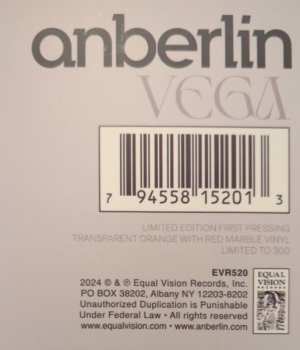 anberlin
VEGA
7 94558 15201 3
LIMITED EDITION FIRST PRESSING
TRANSPARENT ORANGE WITH RED MARBLE VINYL
LIMITED TO 300
EVR520
2024 © & ℗ Equal Vision Records, Inc.
PO BOX 38202, Albany NY 12203-8202
Unauthorized Duplication is Punishable
Under Federal Law • All rights reserved
www.equalvision.com • www.anberlin.com
EQUAL
VISION
RECORDS